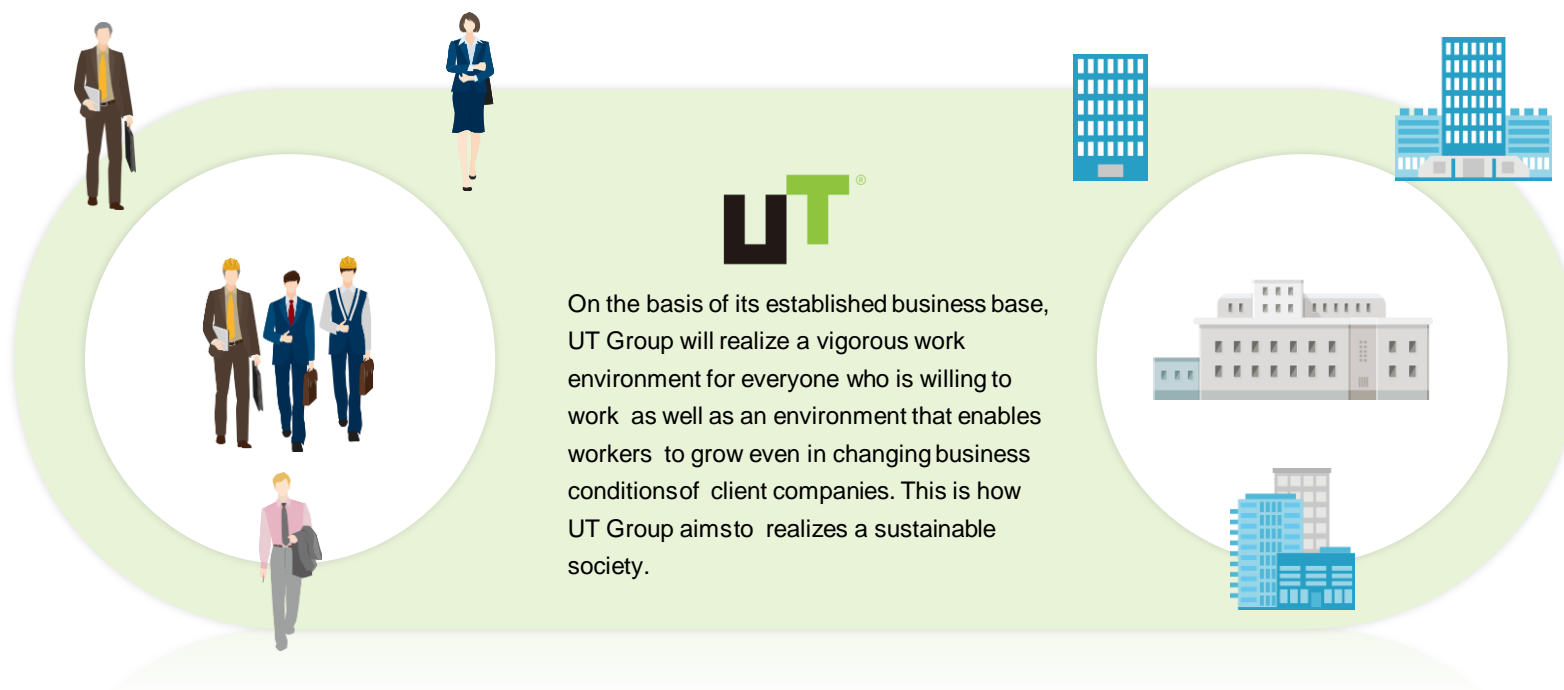 UT®
On the basis of its established business base,
UT Group will realize a vigorous work
environment for everyone who is willing to
work as well as an environment that enables
workers to grow even in changing business
conditionsof client companies. This is how
UT Group aimsto realizes a sustainable
society.